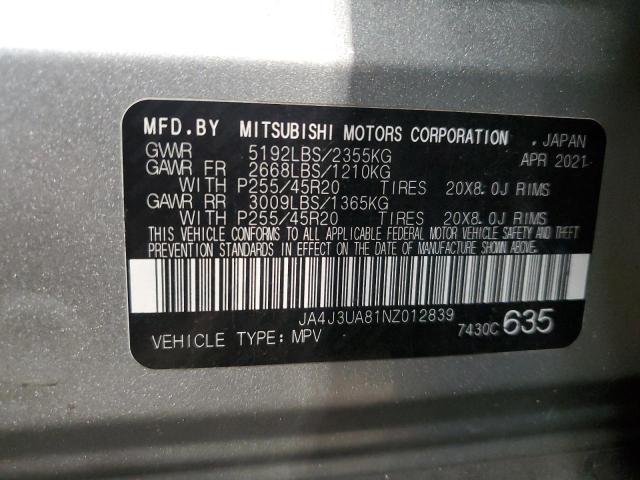 MFD.BY MITSUBISHI MOTORS CORPORATION , JAPAN
GVWR 5192LBS/2355KG APR 2021
GAWR FR 2668LBS/1210KG
WITH P255/45R20 TIRES 20X8.0J RIMS
GAWR RR 3009LBS/1365KG
WITH P255/45R20 TIRES 20X8.0J RIMS
THIS VEHICLE CONFORMS TO ALL APPLICABLE FEDERAL MOTOR VEHICLE SAFETY AND THEFT
PREVENTION STANDARDS IN EFFECT ON THE DATE OF MANUFACTURE SHOWN ABOVE.
JA4J3UA81NZ012839
VEHICLE TYPE: MPV 7430C 635